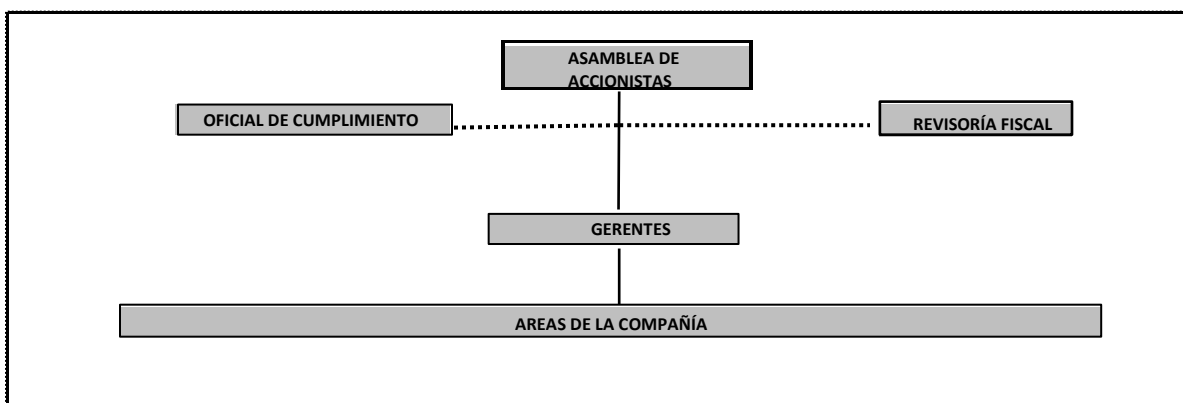 ASAMBLEA DE
ACCIONISTAS
OFICIAL DE CUMPLIMIENTO
REVISORÍA FISCAL
GERENTES
AREAS DE LA COMPAÑÍA